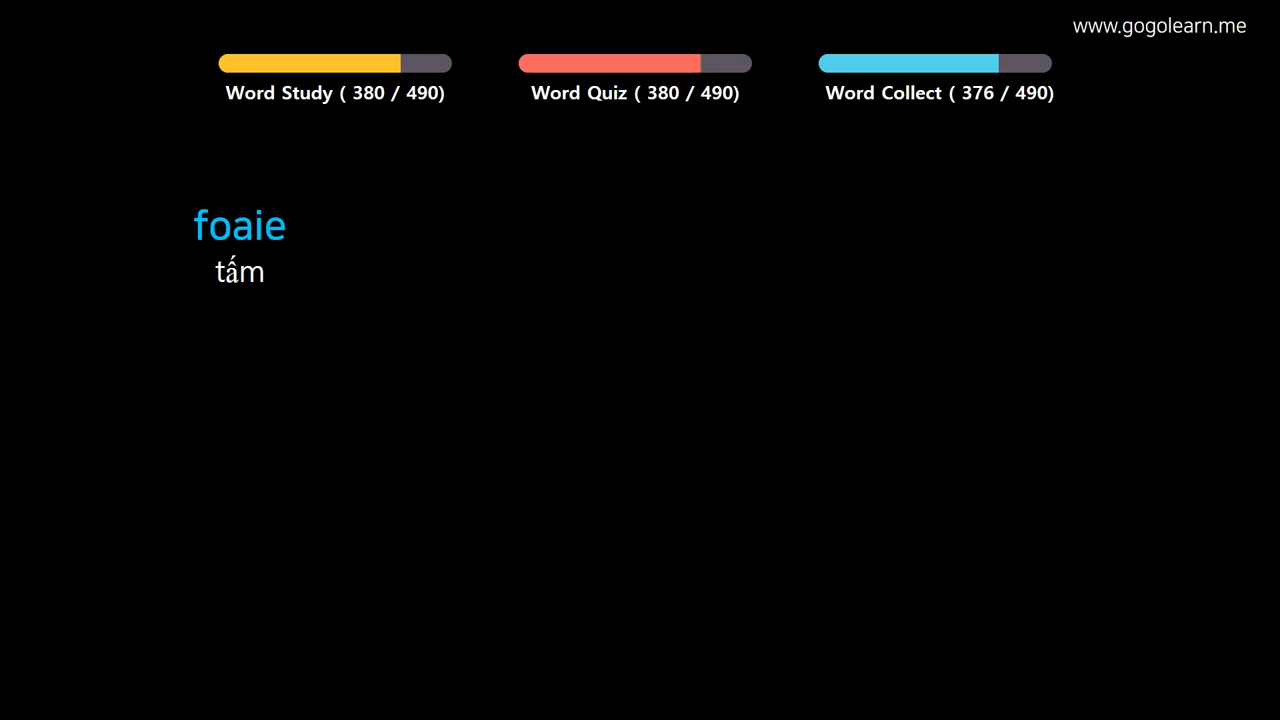 www.gogolearn.me
Word Study ( 380 / 490)
Word Quiz ( 380 / 490)
Word Collect ( 376 / 490)
foaie
tấm